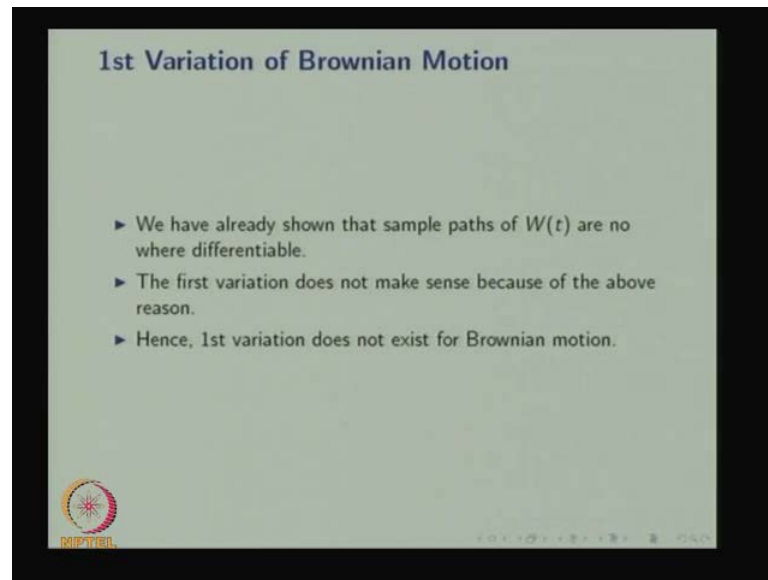 1st Variation of Brownian Motion
► We have already shown that sample paths of W(t) are no
where differentiable.
► The first variation does not make sense because of the above
reason.
► Hence, 1st variation does not exist for Brownian motion.
NPTEL